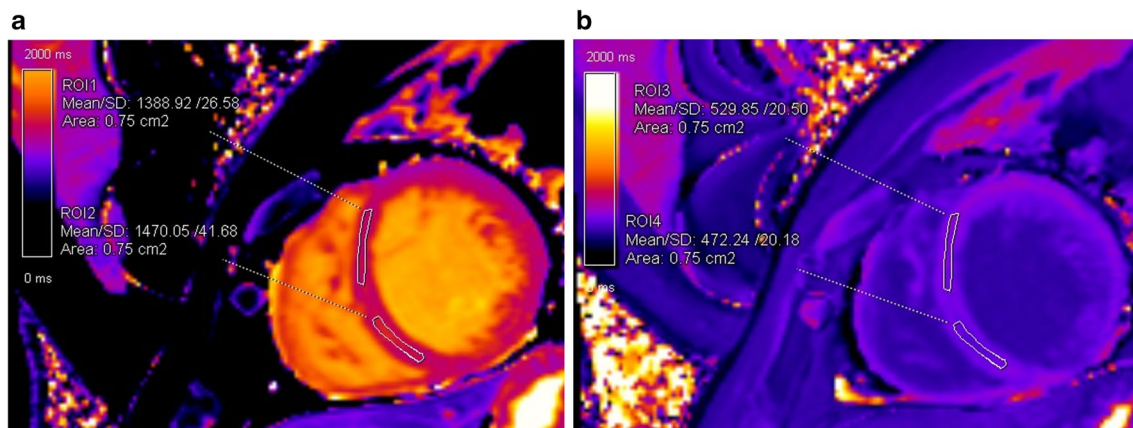 a
2000 ms
ROI1
Mean/SD: 1388.92 /26.58
Area: 0.75 cm2
ROI2
Mean/SD: 1470.05 /41.68
Area: 0.75 cm2
0 ms
b
2000 ms
ROI3
Mean/SD: 529.85 /20.50
Area: 0.75 cm2
ROI4
Mean/SD: 472.24 /20.18
Area: 0.75 cm2
0 ms